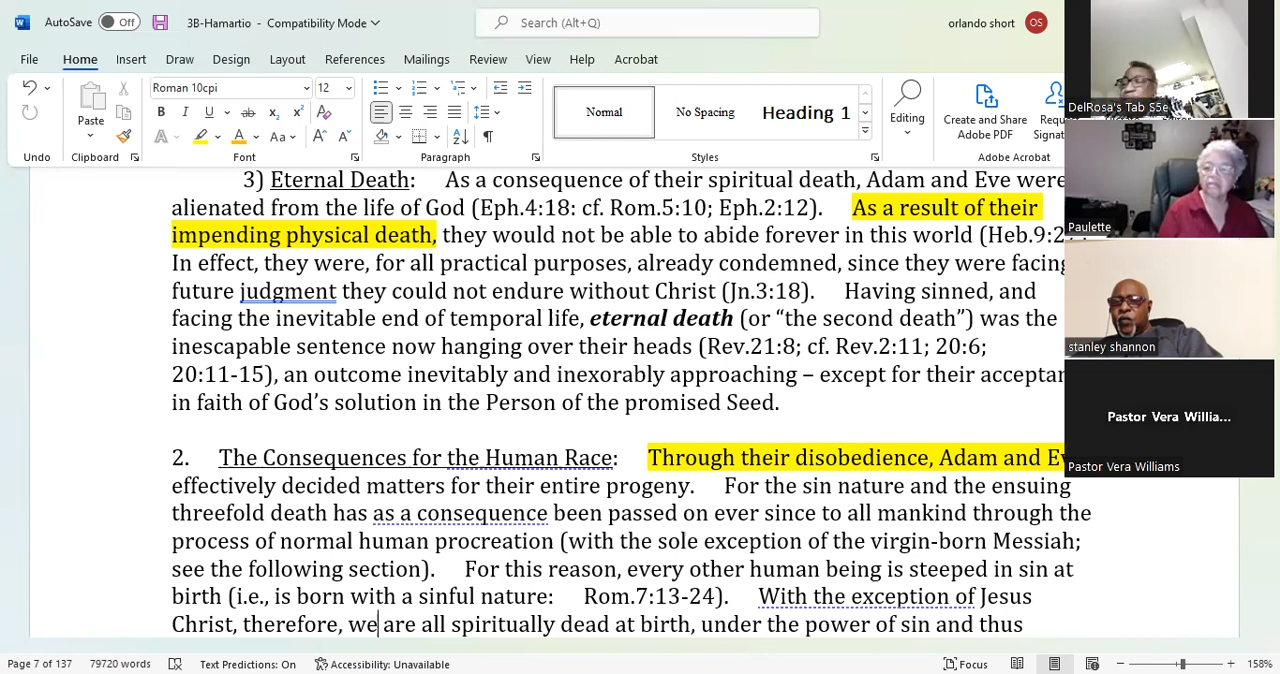 AutoSave Off 3B-Hamartio - Compatibility Mode Search (Alt+Q) orlando short OS
File Home Insert Draw Design Layout References Mailings Review View Help Acrobat
Roman 10cpi 12
Paste
Normal No Spacing Heading 1
Editing
Create and Share Adobe PDF
Undo Clipboard Font Paragraph Styles Adobe Acrobat
DelRosa's Tab S5e
Paulette
stanley shannon
Pastor Vera Willia...
Pastor Vera Williams
3) Eternal Death: As a consequence of their spiritual death, Adam and Eve were
alienated from the life of God (Eph.4:18: cf. Rom.5:10; Eph.2:12). As a result of their
impending physical death, they would not be able to abide forever in this world (Heb.9:2
In effect, they were, for all practical purposes, already condemned, since they were facing
future judgment they could not endure without Christ (Jn.3:18). Having sinned, and
facing the inevitable end of temporal life, eternal death (or “the second death”) was the
inescapable sentence now hanging over their heads (Rev.21:8; cf. Rev.2:11; 20:6;
20:11-15), an outcome inevitably and inexorably approaching – except for their acceptan
in faith of God’s solution in the Person of the promised Seed.
2. The Consequences for the Human Race: Through their disobedience, Adam and Ev
effectively decided matters for their entire progeny. For the sin nature and the ensuing
threefold death has as a consequence been passed on ever since to all mankind through the
process of normal human procreation (with the sole exception of the virgin-born Messiah;
see the following section). For this reason, every other human being is steeped in sin at
birth (i.e., is born with a sinful nature: Rom.7:13-24). With the exception of Jesus
Christ, therefore, we are all spiritually dead at birth, under the power of sin and thus
Page 7 of 137 79720 words Text Predictions: On Accessibility: Unavailable Focus 158%